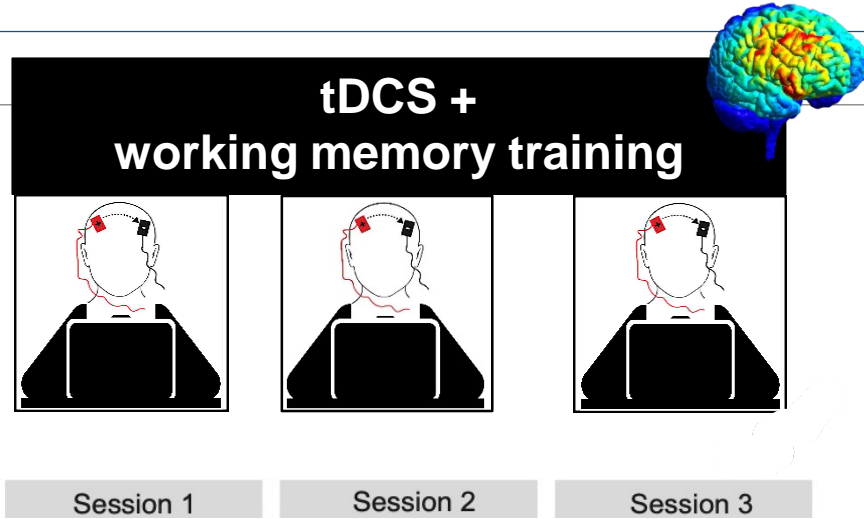 tDCS +
working memory training
Session 1
Session 2
Session 3